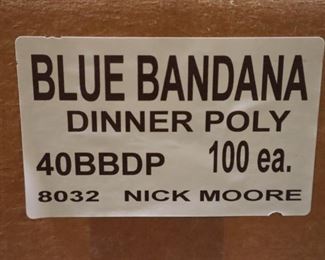 BLUE BANDANA
DINNER POLY
40BBDP 100 ea.
8032 NICK MOORE